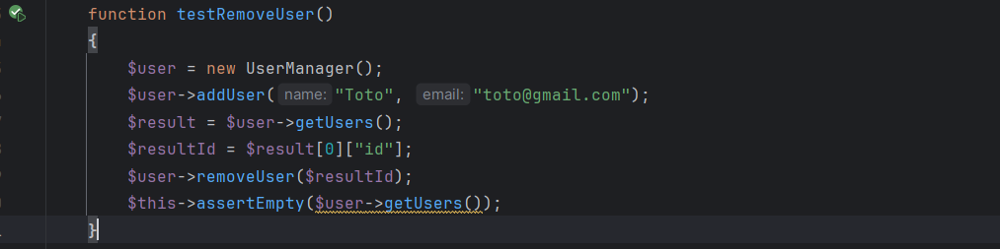 function testRemoveUser()
{
$user = new UserManager();
$user->addUser( name: "Toto", email: "toto@gmail.com");
$result = $user->getUsers();
$resultId = $result[0]["id"];
$user->removeUser($resultId);
$this->assertEmpty($user->getUsers());
}